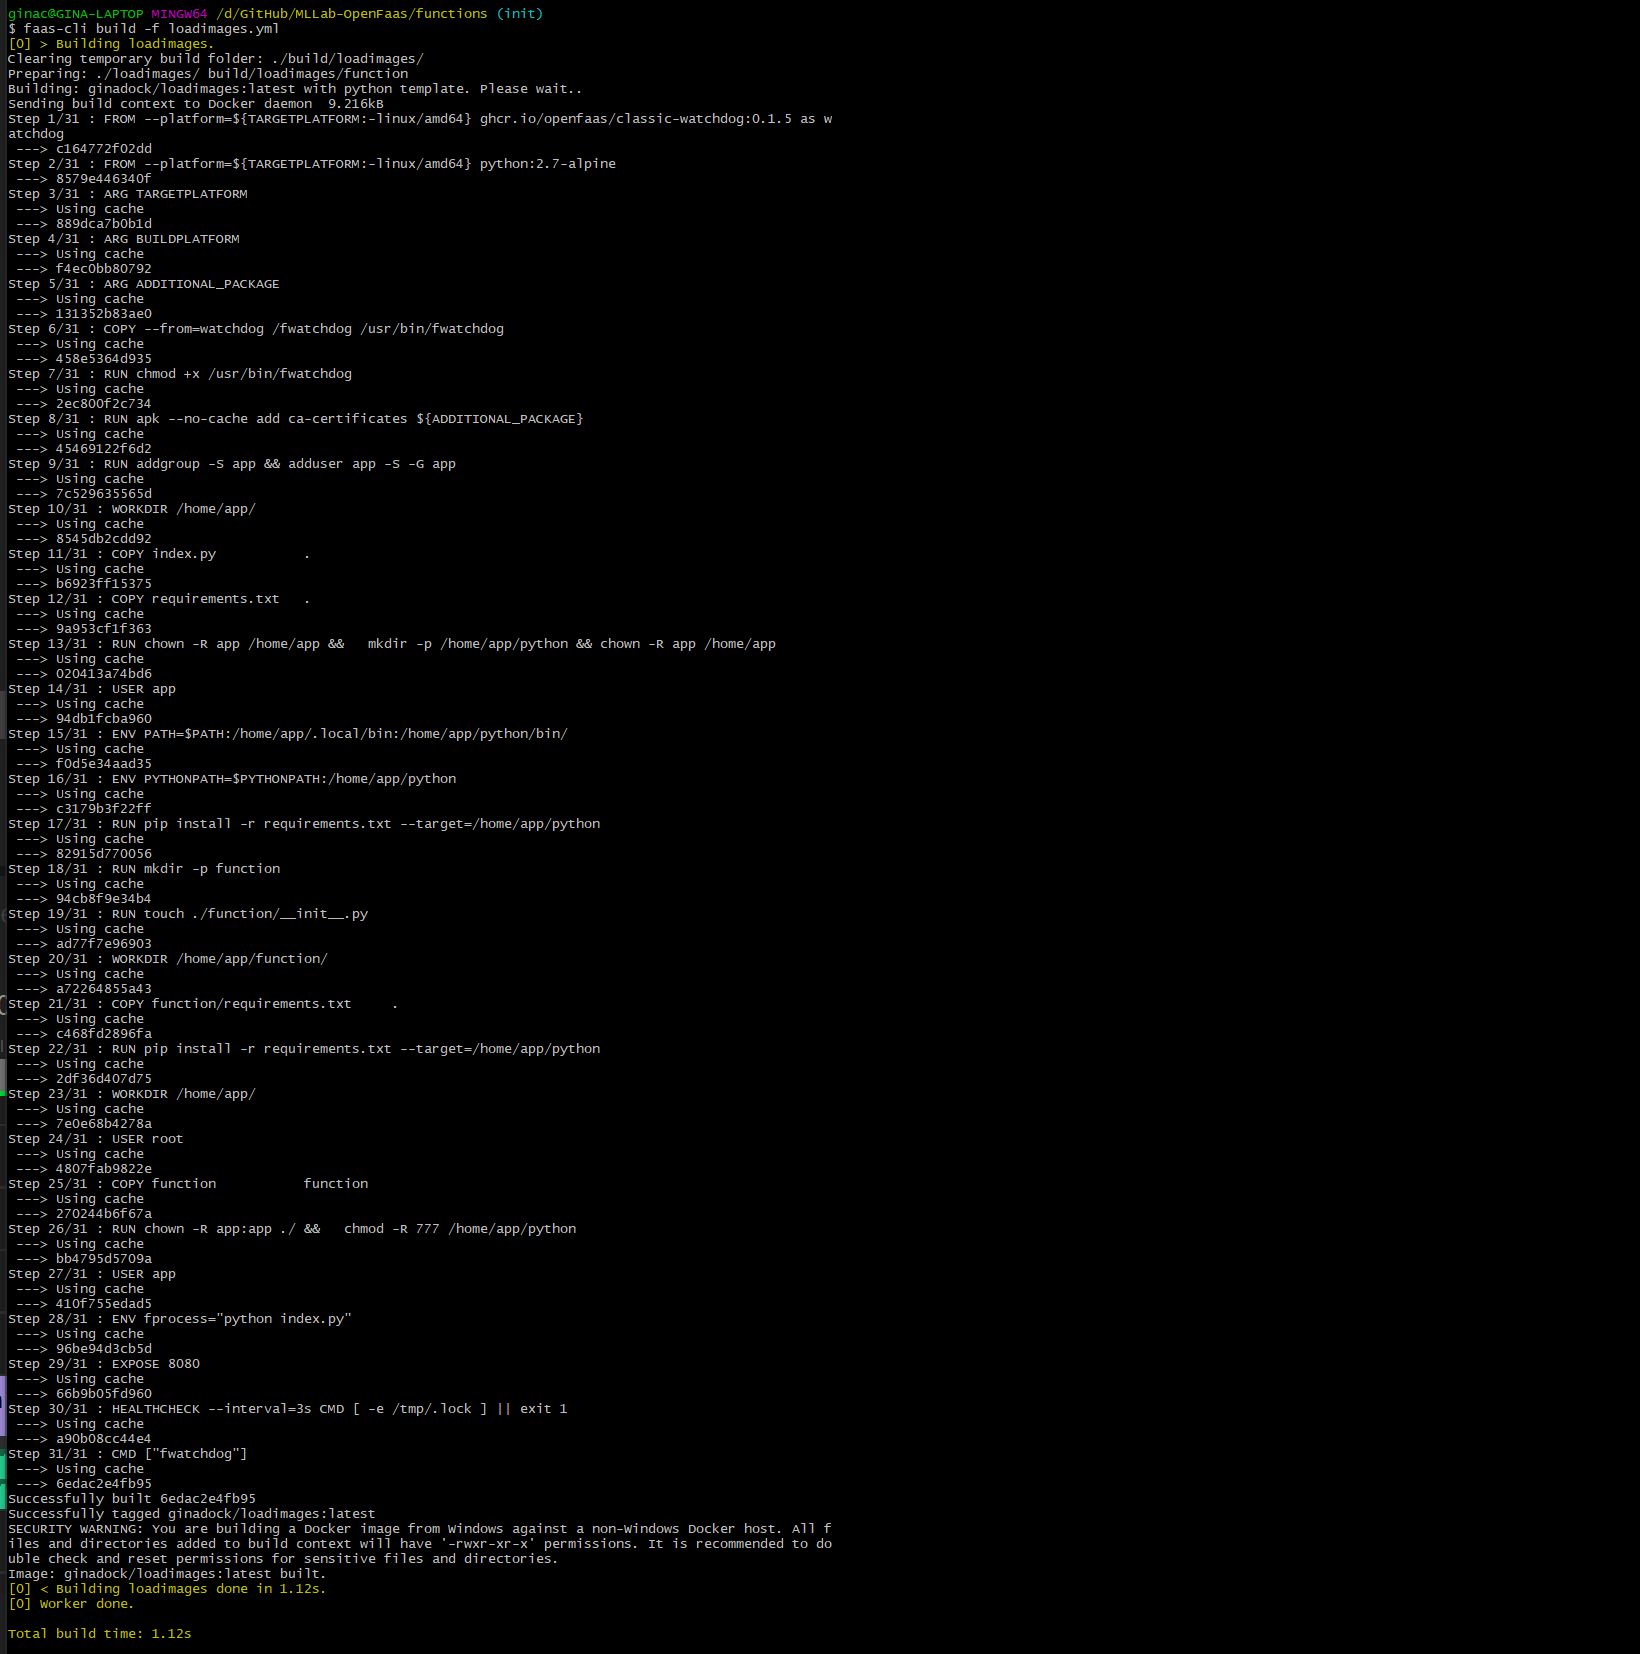 ginac@GINA-LAPTOP MINGW64 /d/GitHub/MLLab-OpenFaas/functions (init)
$ faas-cli build -f loadimages.yml
[0] > Building loadimages.
Clearing temporary build folder: ./build/loadimages/
Preparing: ./loadimages/ build/loadimages/function
Building: ginadock/loadimages:latest with python template. Please wait..
Sending build context to Docker daemon  9.216kB
Step 1/31 : FROM --platform=${TARGETPLATFORM:-linux/amd64} ghcr.io/openfaas/classic-watchdog:0.1.5 as w
atchdog
 ---> c164772f02dd
Step 2/31 : FROM --platform=${TARGETPLATFORM:-linux/amd64} python:2.7-alpine
 ---> 8579e446340f
Step 3/31 : ARG TARGETPLATFORM
 ---> Using cache
 ---> 889dca7b0b1d
Step 4/31 : ARG BUILDPLATFORM
 ---> Using cache
 ---> f4ec0bb80792
Step 5/31 : ARG ADDITIONAL_PACKAGE
 ---> Using cache
 ---> 131352b83ae0
Step 6/31 : COPY --from=watchdog /fwatchdog /usr/bin/fwatchdog
 ---> Using cache
 ---> 458e5364d935
Step 7/31 : RUN chmod +x /usr/bin/fwatchdog
 ---> Using cache
 ---> 2ec800f2c734
Step 8/31 : RUN apk --no-cache add ca-certificates ${ADDITIONAL_PACKAGE}
 ---> Using cache
 ---> 45469122f6d2
Step 9/31 : RUN addgroup -S app && adduser app -S -G app
 ---> Using cache
 ---> 7c529635565d
Step 10/31 : WORKDIR /home/app/
 ---> Using cache
 ---> 8545db2cdd92
Step 11/31 : COPY index.py           .
 ---> Using cache
 ---> b6923ff15375
Step 12/31 : COPY requirements.txt   .
 ---> Using cache
 ---> 9a953cf1f363
Step 13/31 : RUN chown -R app /home/app &&   mkdir -p /home/app/python && chown -R app /home/app
 ---> Using cache
 ---> 020413a74bd6
Step 14/31 : USER app
 ---> Using cache
 ---> 94db1fcba960
Step 15/31 : ENV PATH=$PATH:/home/app/.local/bin:/home/app/python/bin/
 ---> Using cache
 ---> f0d5e34aad35
Step 16/31 : ENV PYTHONPATH=$PYTHONPATH:/home/app/python
 ---> Using cache
 ---> c3179b3f22ff
Step 17/31 : RUN pip install -r requirements.txt --target=/home/app/python
 ---> Using cache
 ---> 82915d770056
Step 18/31 : RUN mkdir -p function
 ---> Using cache
 ---> 94cb8f9e34b4
Step 19/31 : RUN touch ./function/__init__.py
 ---> Using cache
 ---> ad77f7e96903
Step 20/31 : WORKDIR /home/app/function/
 ---> Using cache
 ---> a72264855a43
Step 21/31 : COPY function/requirements.txt     .
 ---> Using cache
 ---> c468fd2896fa
Step 22/31 : RUN pip install -r requirements.txt --target=/home/app/python
 ---> Using cache
 ---> 2df36d407d75
Step 23/31 : WORKDIR /home/app/
 ---> Using cache
 ---> 7e0e68b4278a
Step 24/31 : USER root
 ---> Using cache
 ---> 4807fab9822e
Step 25/31 : COPY function           function
 ---> Using cache
 ---> 270244b6f67a
Step 26/31 : RUN chown -R app:app ./ &&   chmod -R 777 /home/app/python
 ---> Using cache
 ---> bb4795d5709a
Step 27/31 : USER app
 ---> Using cache
 ---> 410f755edad5
Step 28/31 : ENV fprocess="python index.py"
 ---> Using cache
 ---> 96be94d3cb5d
Step 29/31 : EXPOSE 8080
 ---> Using cache
 ---> 66b9b05fd960
Step 30/31 : HEALTHCHECK --interval=3s CMD [ -e /tmp/.lock ] || exit 1
 ---> Using cache
 ---> a90b08cc44e4
Step 31/31 : CMD ["fwatchdog"]
 ---> Using cache
 ---> 6edac2e4fb95
Successfully built 6edac2e4fb95
Successfully tagged ginadock/loadimages:latest
SECURITY WARNING: You are building a Docker image from Windows against a non-Windows Docker host. All f
iles and directories added to build context will have '-rwxr-xr-x' permissions. It is recommended to do
uble check and reset permissions for sensitive files and directories.
Image: ginadock/loadimages:latest built.
[0] < Building loadimages done in 1.12s.
[0] Worker done.
Total build time: 1.12s